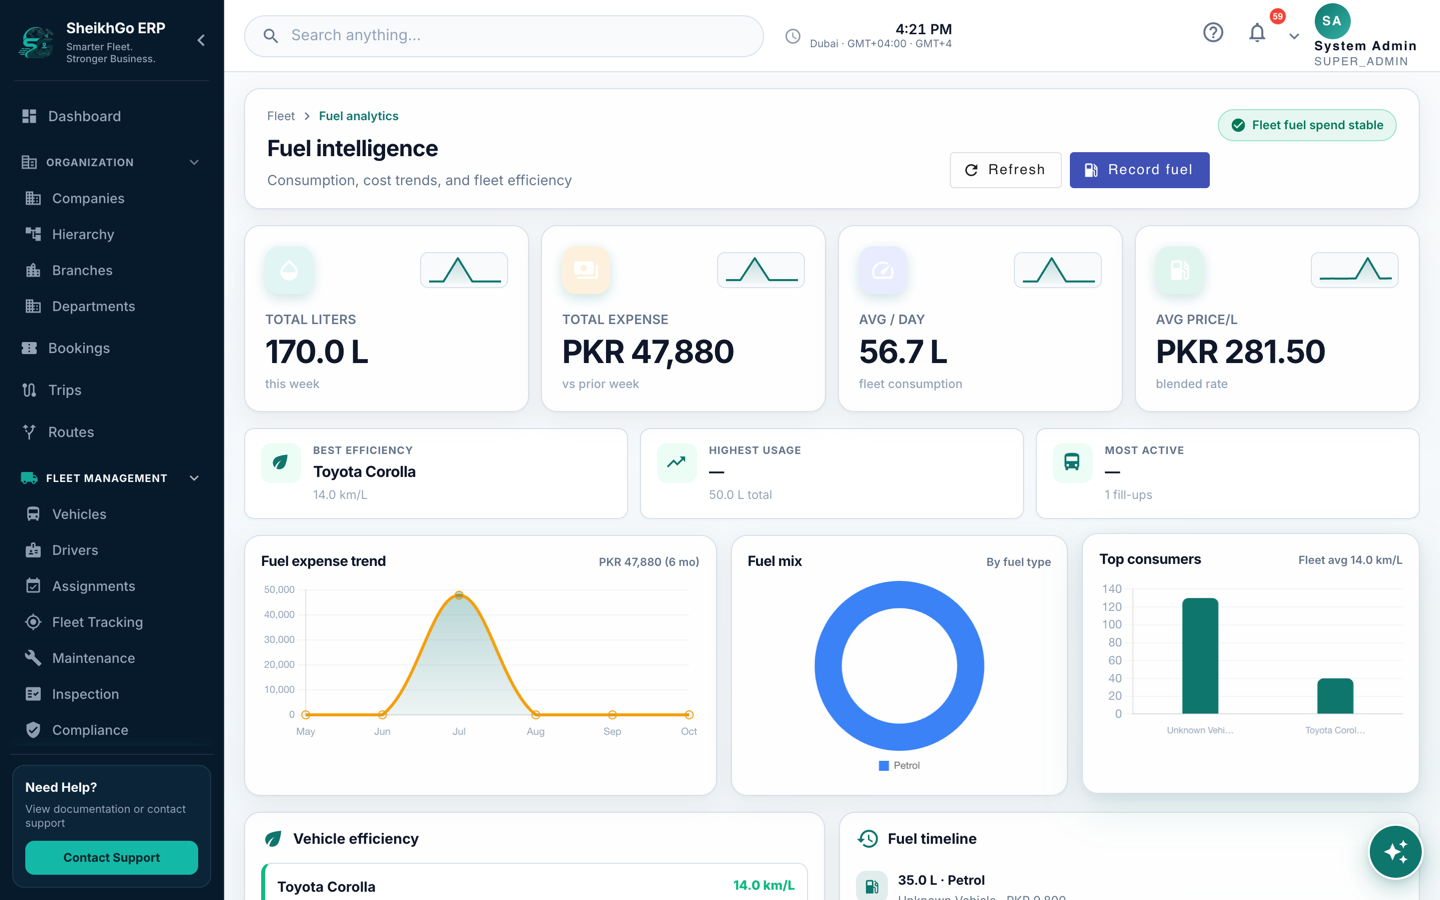 SheikhGo ERP
Smarter Fleet.
Stronger Business.
Dashboard
ORGANIZATION
Companies
Hierarchy
Branches
Departments
Bookings
Trips
Routes
FLEET MANAGEMENT
Vehicles
Drivers
Assignments
Fleet Tracking
Maintenance
Inspection
Compliance
Need Help?
View documentation or contact
support
Contact Support
Search anything...
4:21 PM
Dubai · GMT+04:00 · GMT+4
59
SA
System Admin
SUPER_ADMIN
Fleet > Fuel analytics
Fleet fuel spend stable
Fuel intelligence
Consumption, cost trends, and fleet efficiency
Refresh
Record fuel
TOTAL LITERS
170.0 L
this week
TOTAL EXPENSE
PKR 47,880
vs prior week
AVG / DAY
56.7 L
fleet consumption
AVG PRICE/L
PKR 281.50
blended rate
BEST EFFICIENCY
Toyota Corolla
14.0 km/L
HIGHEST USAGE
—
50.0 L total
MOST ACTIVE
—
1 fill-ups
Fuel expense trend
PKR 47,880 (6 mo)
50,000
40,000
30,000
20,000
10,000
0
May Jun Jul Aug Sep Oct
Fuel mix
By fuel type
Petrol
Top consumers
Fleet avg 14.0 km/L
140
120
100
80
60
40
20
0
Unknown Vehi... Toyota Corol...
Vehicle efficiency
Toyota Corolla
14.0 km/L
Fuel timeline
35.0 L · Petrol
Unknown Vehicle · PKR 9,800